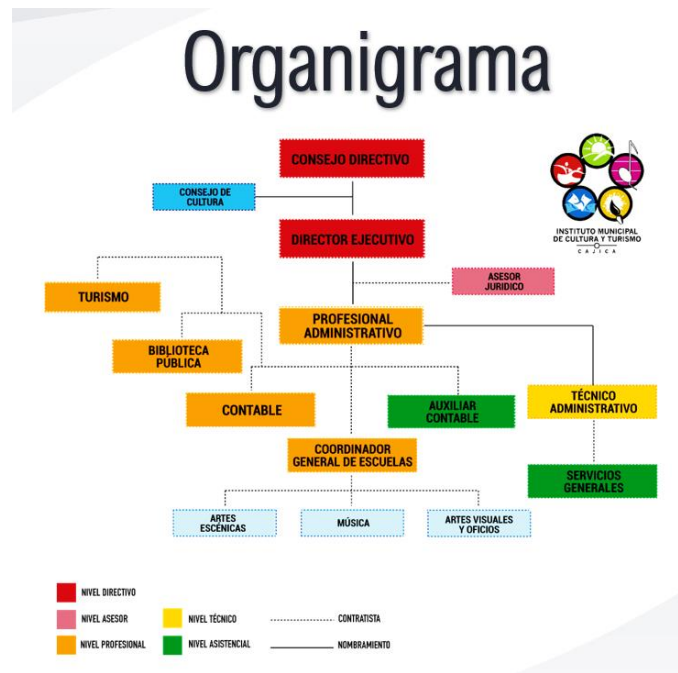 Organigrama
CONSEJO DIRECTIVO
CONSEJO DE
CULTURA
DIRECTOR EJECUTIVO
INSTITUTO MUNICIPAL
DE CULTURA Y TURISMO
CAJICA
ASESOR
JURIDICO
TURISMO
PROFESIONAL
ADMINISTRATIVO
BIBLIOTECA
PÚBLICA
CONTABLE
AUXILIAR
CONTABLE
TÉCNICO
ADMINISTRATIVO
COORDINADOR
GENERAL DE ESCUELAS
SERVICIOS
GENERALES
ARTES
ESCÉNICAS
MÚSICA
ARTES VISUALES
Y OFICIOS
NIVEL DIRECTIVO
NIVEL ASESOR
NIVEL TÉCNICO
CONTRATISTA
NIVEL PROFESIONAL
NIVEL ASISTENCIAL
NOMBRAMIENTO